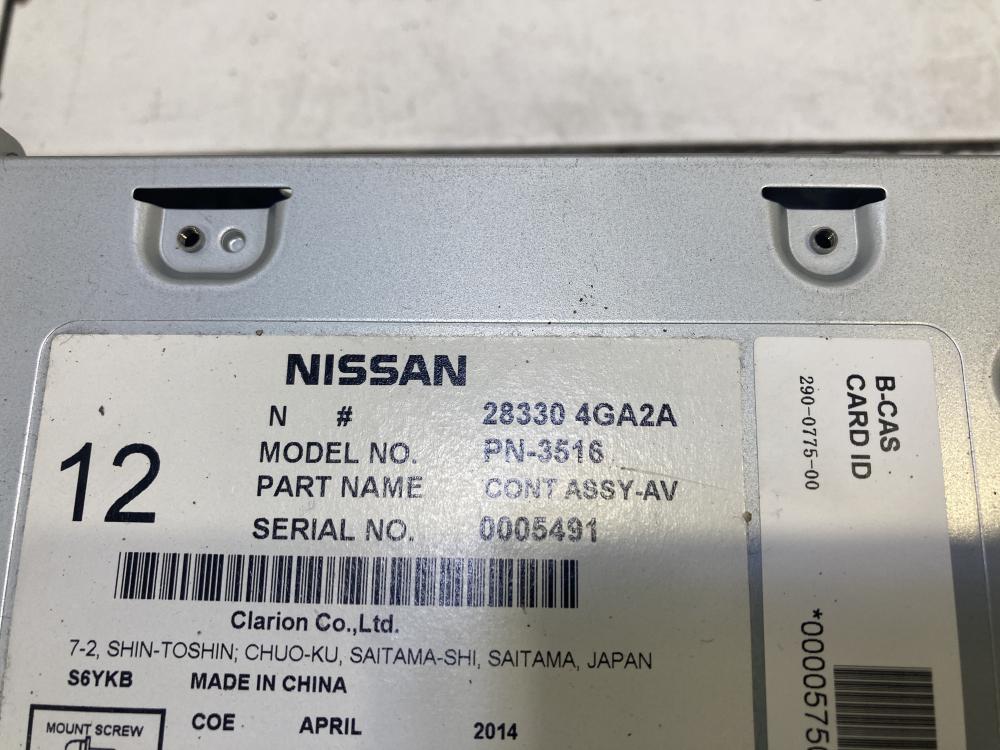 NISSAN
N #
28330 4GA2A
MODEL NO.
PN-3516
12
PART NAME
CONT ASSY-AV
SERIAL NO.
0005491
Clarion Co.,Ltd.
7-2, SHIN-TOSHIN; CHUO-KU, SAITAMA-SHI, SAITAMA, JAPAN
S6YKB MADE IN CHINA
COE APRIL 2014
MOUNT SCREW
B-CAS
CARD ID
290-0775-00